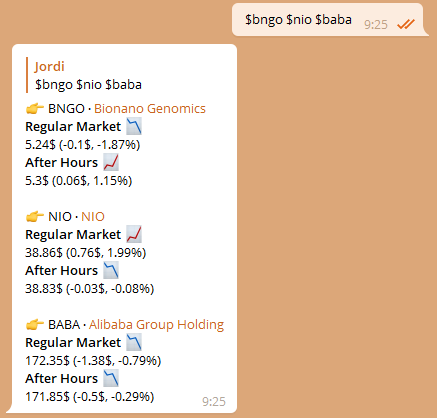 $bngo $nio $baba
9:25
Jordi
$bngo $nio $baba
👉 BNGO · Bionano Genomics
Regular Market 📉
5.24$ (-0.1$, -1.87%)
After Hours 📈
5.3$ (0.06$, 1.15%)
👉 NIO · NIO
Regular Market 📈
38.86$ (0.76$, 1.99%)
After Hours 📉
38.83$ (-0.03$, -0.08%)
👉 BABA · Alibaba Group Holding
Regular Market 📉
172.35$ (-1.38$, -0.79%)
After Hours 📉
171.85$ (-0.5$, -0.29%)
9:25